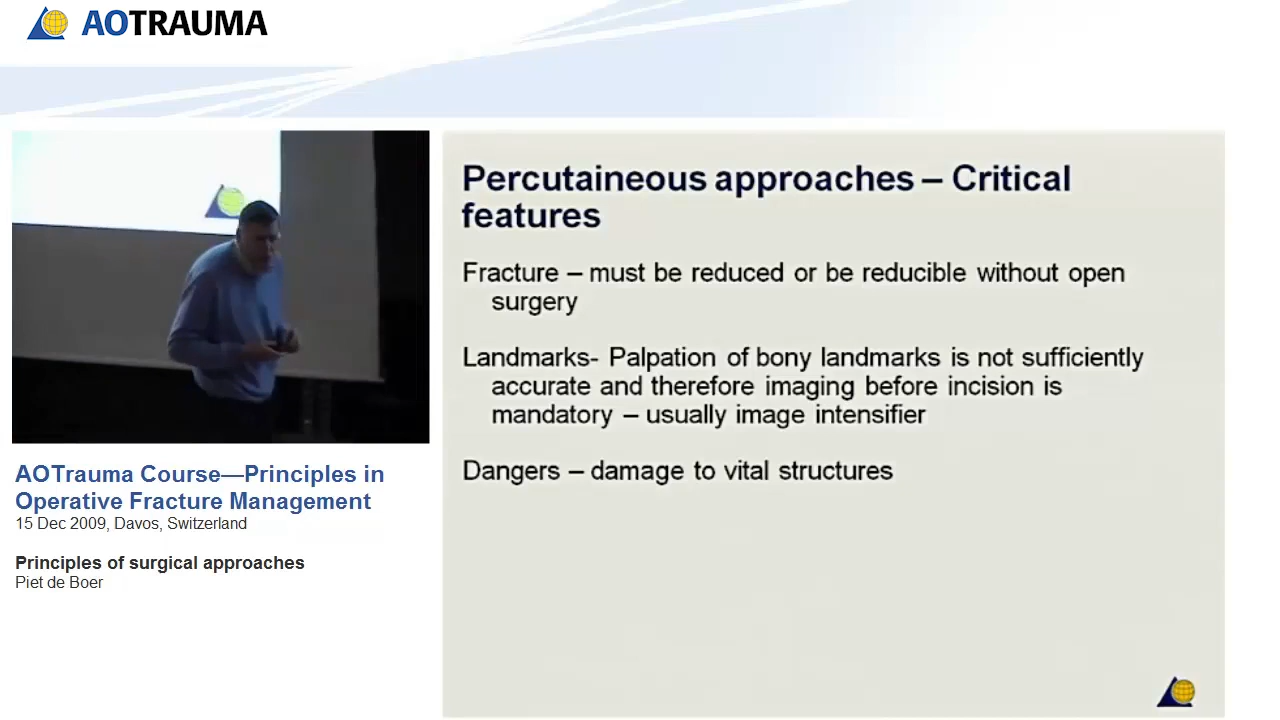 AOTRAUMA
Percutaineous approaches – Critical
features
Fracture – must be reduced or be reducible without open
surgery
Landmarks- Palpation of bony landmarks is not sufficiently
accurate and therefore imaging before incision is
mandatory – usually image intensifier
Dangers – damage to vital structures
AOTrauma Course—Principles in
Operative Fracture Management
15 Dec 2009, Davos, Switzerland
Principles of surgical approaches
Piet de Boer